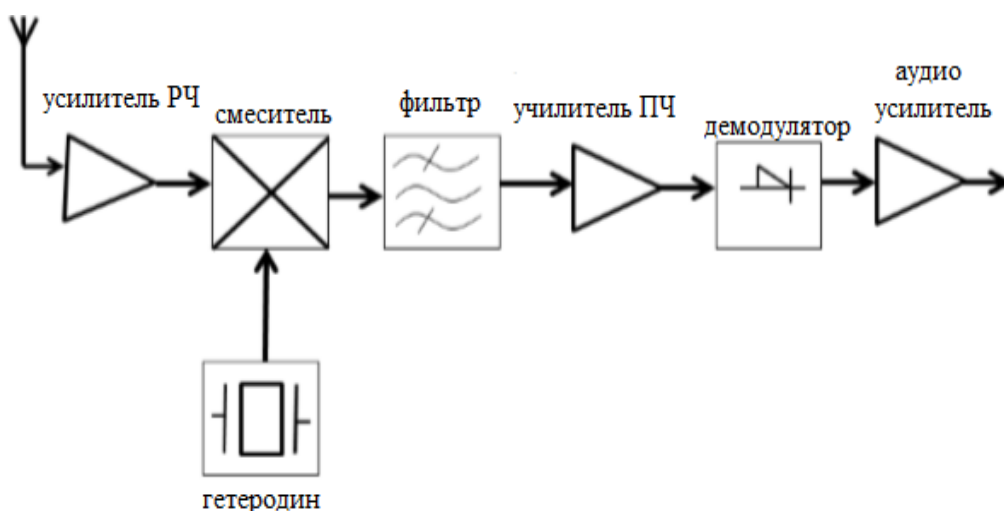 усилитель РЧ
смеситель
фильтр
училитель ПЧ
демодулятор
аудио
усилитель
гетеродин